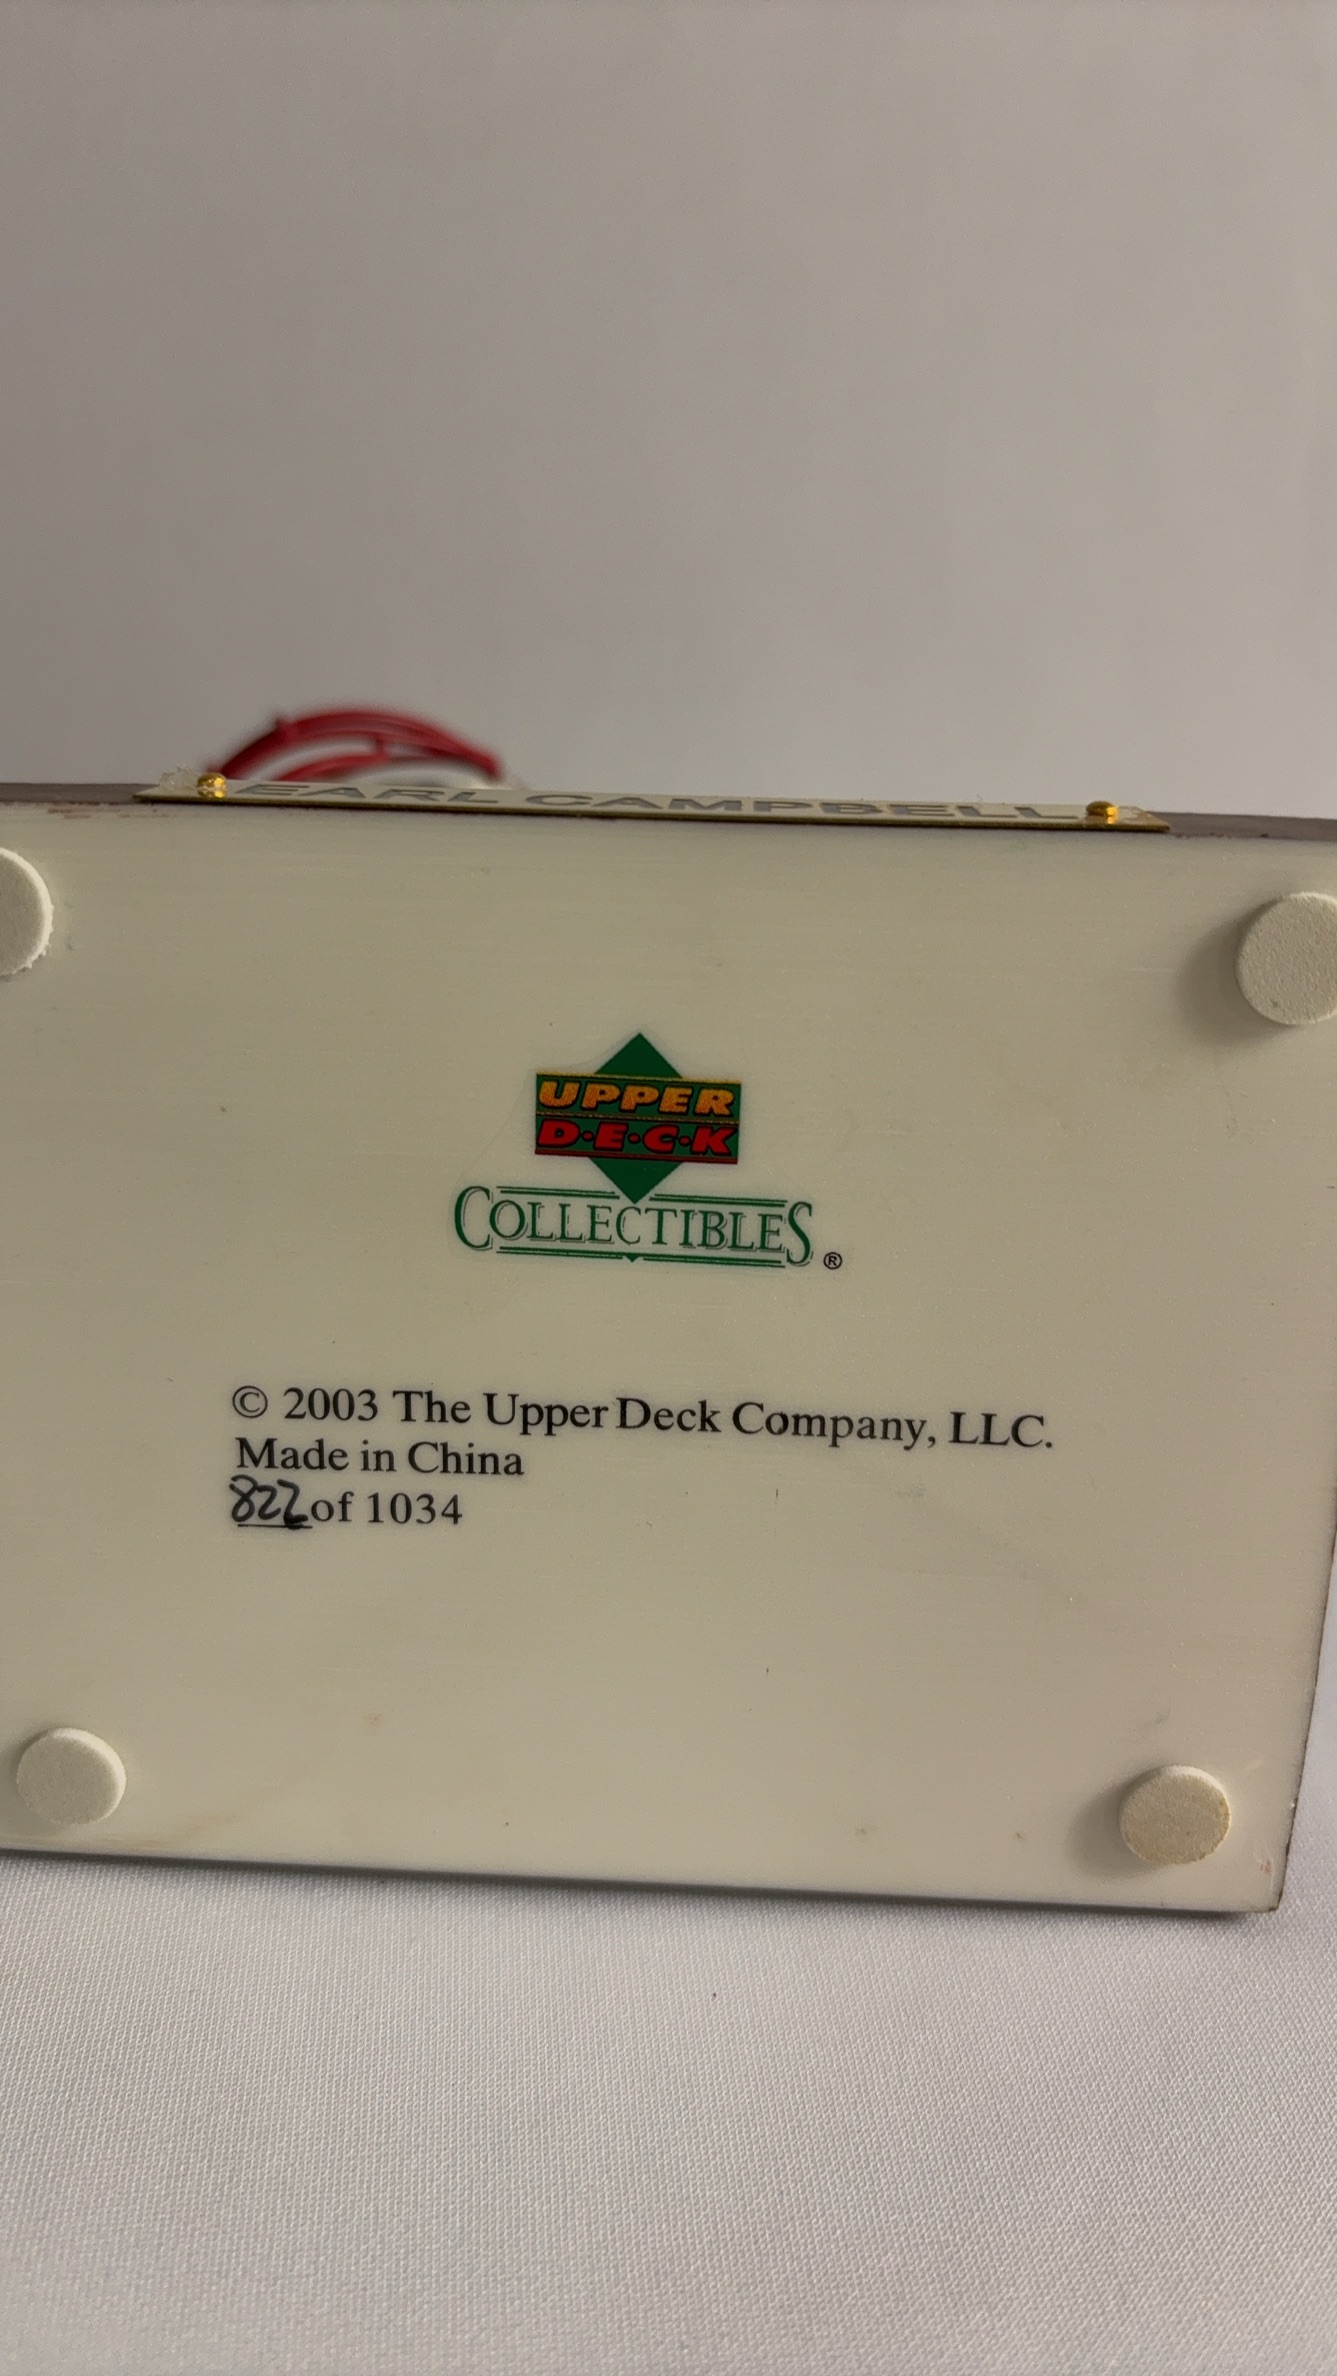 EARL CAMPBELL
UPPER
D·E·C·K
COLLECTIBLES ®
© 2003 The Upper Deck Company, LLC.
Made in China
822 of 1034